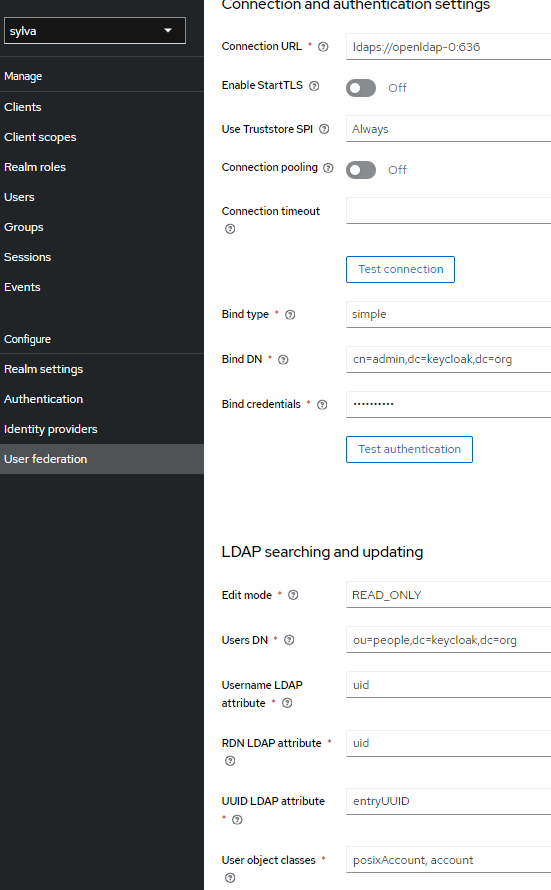 Connection and authentication settings
sylva
Connection URL * ldaps://openldap-0:636
Manage
Enable StartTLS Off
Clients
Use Truststore SPI Always
Client scopes
Connection pooling Off
Realm roles
Users
Connection timeout
Groups
Sessions
Test connection
Events
Bind type * simple
Configure
Bind DN * cn=admin,dc=keycloak,dc=org
Realm settings
Authentication
Bind credentials * ••••••••••
Identity providers
Test authentication
User federation
LDAP searching and updating
Edit mode * READ_ONLY
Users DN * ou=people,dc=keycloak,dc=org
Username LDAP
attribute * uid
RDN LDAP attribute * uid
UUID LDAP attribute
* entryUUID
User object classes * posixAccount, account